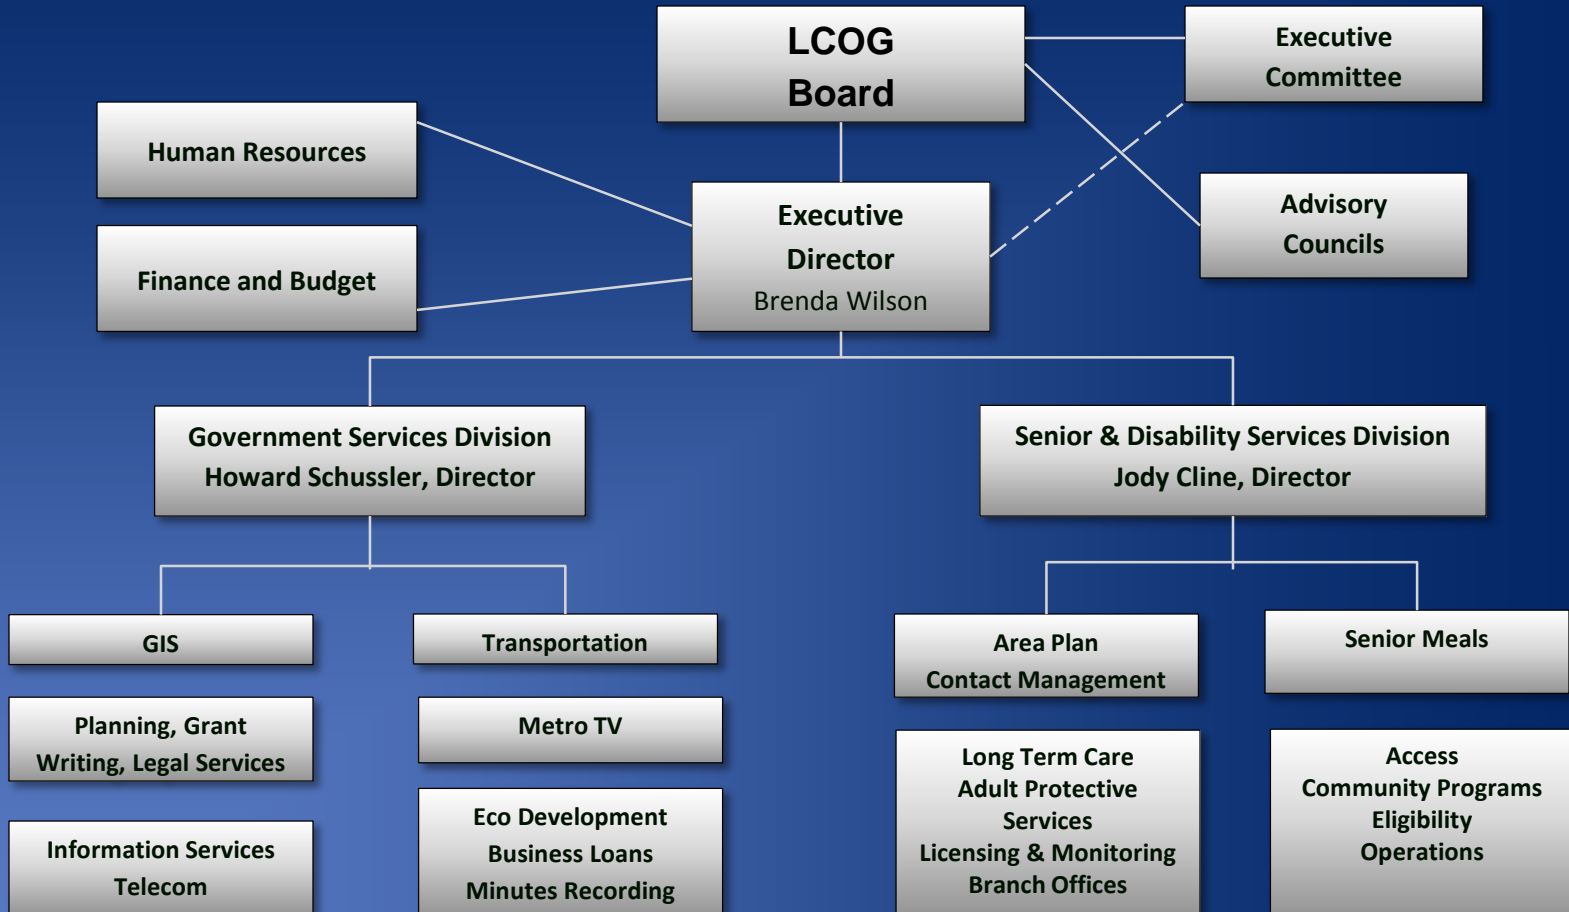 LCOG
Board
Executive
Committee
Human Resources
Advisory
Councils
Executive
Director
Brenda Wilson
Finance and Budget
Government Services Division
Howard Schussler, Director
Senior & Disability Services Division
Jody Cline, Director
GIS
Transportation
Area Plan
Contact Management
Senior Meals
Planning, Grant
Writing, Legal Services
Metro TV
Long Term Care
Adult Protective
Services
Licensing & Monitoring
Branch Offices
Access
Community Programs
Eligibility
Operations
Information Services
Telecom
Eco Development
Business Loans
Minutes Recording